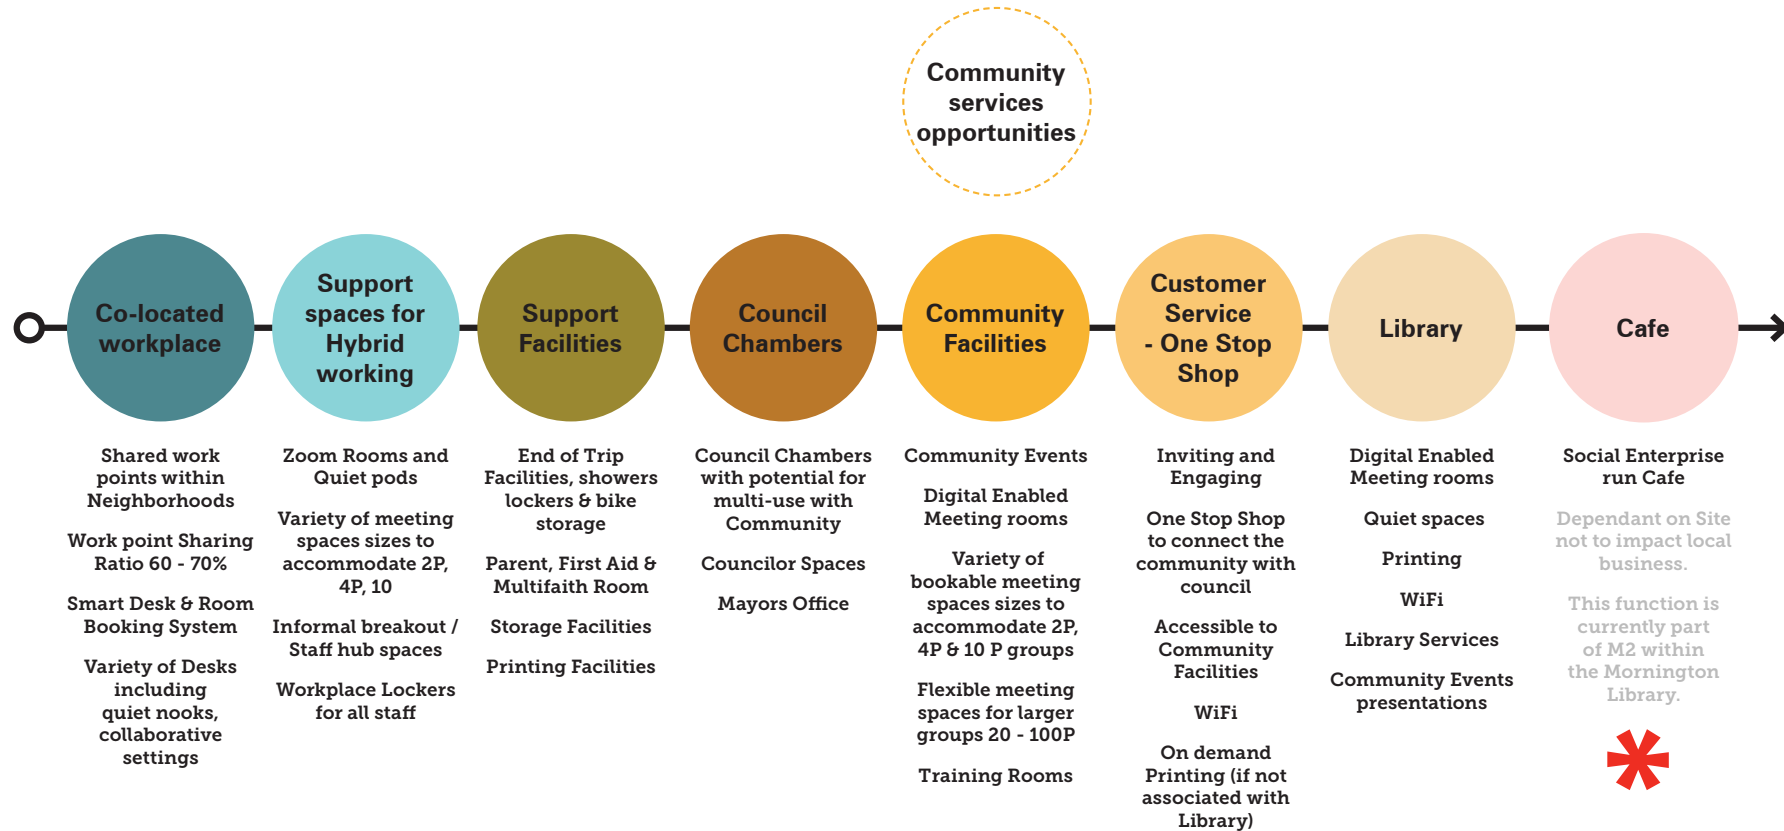 Community
services
opportunities
Co-located
workplace
Support
spaces for
Hybrid
working
Support
Facilities
Council
Chambers
Community
Facilities
Customer
Service
- One Stop
Shop
Library
Cafe
Shared work
points within
Neighborhoods
Work point Sharing
Ratio 60 - 70%
Smart Desk & Room
Booking System
Variety of Desks
including
quiet nooks,
collaborative
settings
Zoom Rooms and
Quiet pods
Variety of meeting
spaces sizes to
accommodate 2P,
4P, 10
Informal breakout /
Staff hub spaces
Workplace Lockers
for all staff
End of Trip
Facilities, showers
lockers & bike
storage
Parent, First Aid &
Multifaith Room
Storage Facilities
Printing Facilities
Council Chambers
with potential for
multi-use with
Community
Councilor Spaces
Mayors Office
Community Events
Digital Enabled
Meeting rooms
Variety of
bookable meeting
spaces sizes to
accommodate 2P,
4P & 10 P groups
Flexible meeting
spaces for larger
groups 20 - 100P
Training Rooms
Inviting and
Engaging
One Stop Shop
to connect the
community with
council
Accessible to
Community
Facilities
WiFi
On demand
Printing (if not
associated with
Library)
Digital Enabled
Meeting rooms
Quiet spaces
Printing
WiFi
Library Services
Community Events
presentations
Social Enterprise
run Cafe
Dependant on Site
not to impact local
business.
This function is
currently part
of M2 within
the Mornington
Library.
*